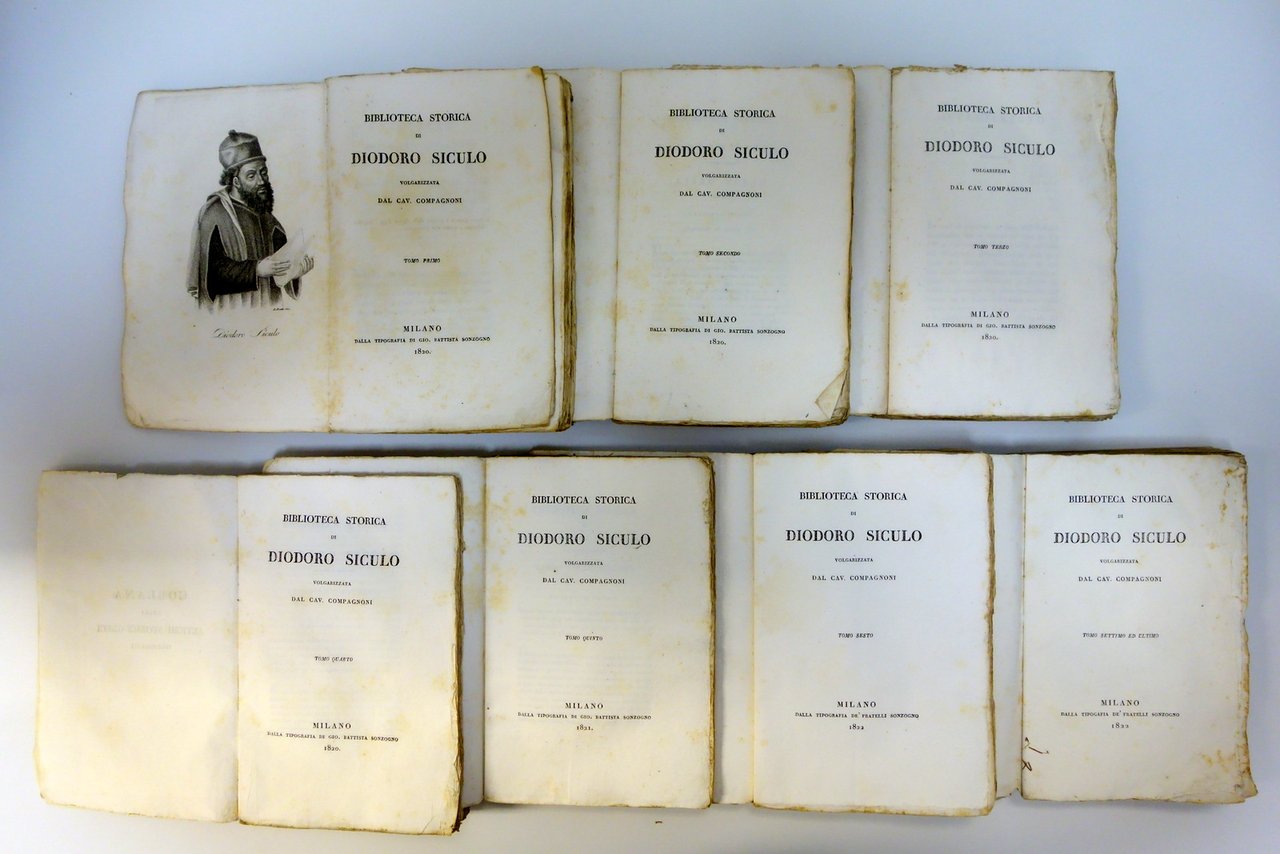 Diodoro Siculo
BIBLIOTECA STORICA
DI
DIODORO SICULO
VOLGARIZZATA
DAL CAV. COMPAGNONI
TOMO PRIMO
MILANO
DALLA TIPOGRAFIA DI GIO. BATTISTA SONZOGNO
1820.
BIBLIOTECA STORICA
DI
DIODORO SICULO
VOLGARIZZATA
DAL CAV. COMPAGNONI
TOMO SECONDO
MILANO
DALLA TIPOGRAFIA DI GIO. BATTISTA SONZOGNO
1820.
BIBLIOTECA STORICA
DI
DIODORO SICULO
VOLGARIZZATA
DAL CAV. COMPAGNONI
TOMO TERZO
MILANO
DALLA TIPOGRAFIA DI GIO. BATTISTA SONZOGNO
1820.
BIBLIOTECA STORICA
DI
DIODORO SICULO
VOLGARIZZATA
DAL CAV. COMPAGNONI
TOMO QUARTO
MILANO
DALLA TIPOGRAFIA DI GIO. BATTISTA SONZOGNO
1820.
BIBLIOTECA STORICA
DI
DIODORO SICULO
VOLGARIZZATA
DAL CAV. COMPAGNONI
TOMO QUINTO
MILANO
DALLA TIPOGRAFIA DI GIO. BATTISTA SONZOGNO
1821.
BIBLIOTECA STORICA
DI
DIODORO SICULO
VOLGARIZZATA
DAL CAV. COMPAGNONI
TOMO SESTO
MILANO
DALLA TIPOGRAFIA DE' FRATELLI SONZOGNO
1822
BIBLIOTECA STORICA
DI
DIODORO SICULO
VOLGARIZZATA
DAL CAV. COMPAGNONI
TOMO SETTIMO ED ULTIMO
MILANO
DALLA TIPOGRAFIA DE' FRATELLI SONZOGNO
1822